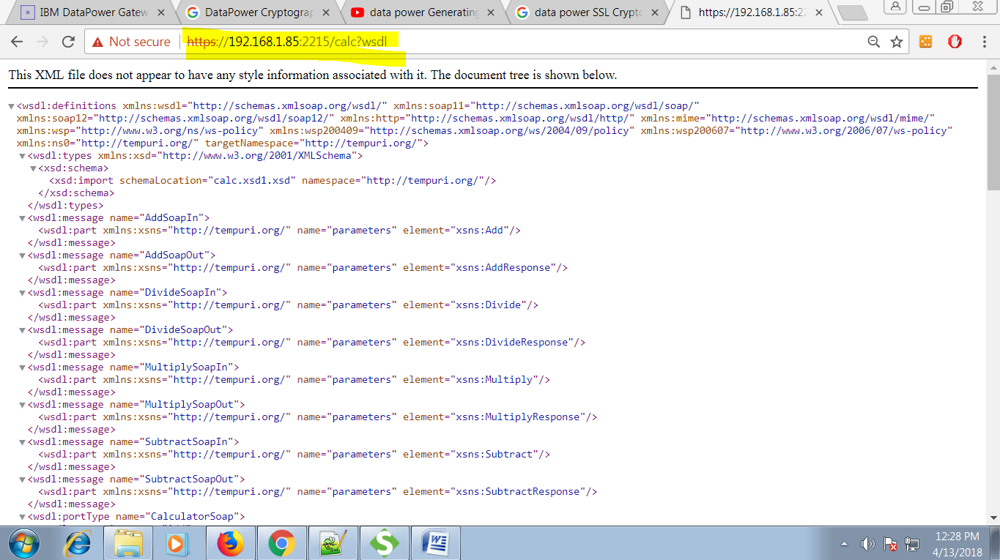 IBM DataPower Gatew
DataPower Cryptograp
data power Generating
data power SSL Crypto
https://192.168.1.85:22
Not secure
https://192.168.1.85:2215/calc?wsdl
This XML file does not appear to have any style information associated with it. The document tree is shown below.
<wsdl:definitions xmlns:wsdl="http://schemas.xmlsoap.org/wsdl/" xmlns:soap11="http://schemas.xmlsoap.org/wsdl/soap/"
xmlns:soap12="http://schemas.xmlsoap.org/wsdl/soap12/" xmlns:http="http://schemas.xmlsoap.org/wsdl/http/" xmlns:mime="http://schemas.xmlsoap.org/wsdl/mime/"
xmlns:wsp="http://www.w3.org/ns/ws-policy" xmlns:wsp200409="http://schemas.xmlsoap.org/ws/2004/09/policy" xmlns:wsp200607="http://www.w3.org/2006/07/ws-policy"
xmlns:ns0="http://tempuri.org/" targetNamespace="http://tempuri.org/">
<wsdl:types xmlns:xsd="http://www.w3.org/2001/XMLSchema">
<xsd:schema>
<xsd:import schemaLocation="calc.xsd1.xsd" namespace="http://tempuri.org/"/>
</xsd:schema>
</wsdl:types>
<wsdl:message name="AddSoapIn">
<wsdl:part xmlns:xsns="http://tempuri.org/" name="parameters" element="xsns:Add"/>
</wsdl:message>
<wsdl:message name="AddSoapOut">
<wsdl:part xmlns:xsns="http://tempuri.org/" name="parameters" element="xsns:AddResponse"/>
</wsdl:message>
<wsdl:message name="DivideSoapIn">
<wsdl:part xmlns:xsns="http://tempuri.org/" name="parameters" element="xsns:Divide"/>
</wsdl:message>
<wsdl:message name="DivideSoapOut">
<wsdl:part xmlns:xsns="http://tempuri.org/" name="parameters" element="xsns:DivideResponse"/>
</wsdl:message>
<wsdl:message name="MultiplySoapIn">
<wsdl:part xmlns:xsns="http://tempuri.org/" name="parameters" element="xsns:Multiply"/>
</wsdl:message>
<wsdl:message name="MultiplySoapOut">
<wsdl:part xmlns:xsns="http://tempuri.org/" name="parameters" element="xsns:MultiplyResponse"/>
</wsdl:message>
<wsdl:message name="SubtractSoapIn">
<wsdl:part xmlns:xsns="http://tempuri.org/" name="parameters" element="xsns:Subtract"/>
</wsdl:message>
<wsdl:message name="SubtractSoapOut">
<wsdl:part xmlns:xsns="http://tempuri.org/" name="parameters" element="xsns:SubtractResponse"/>
</wsdl:message>
<wsdl:portType name="CalculatorSoap">
12:28 PM
4/13/2018